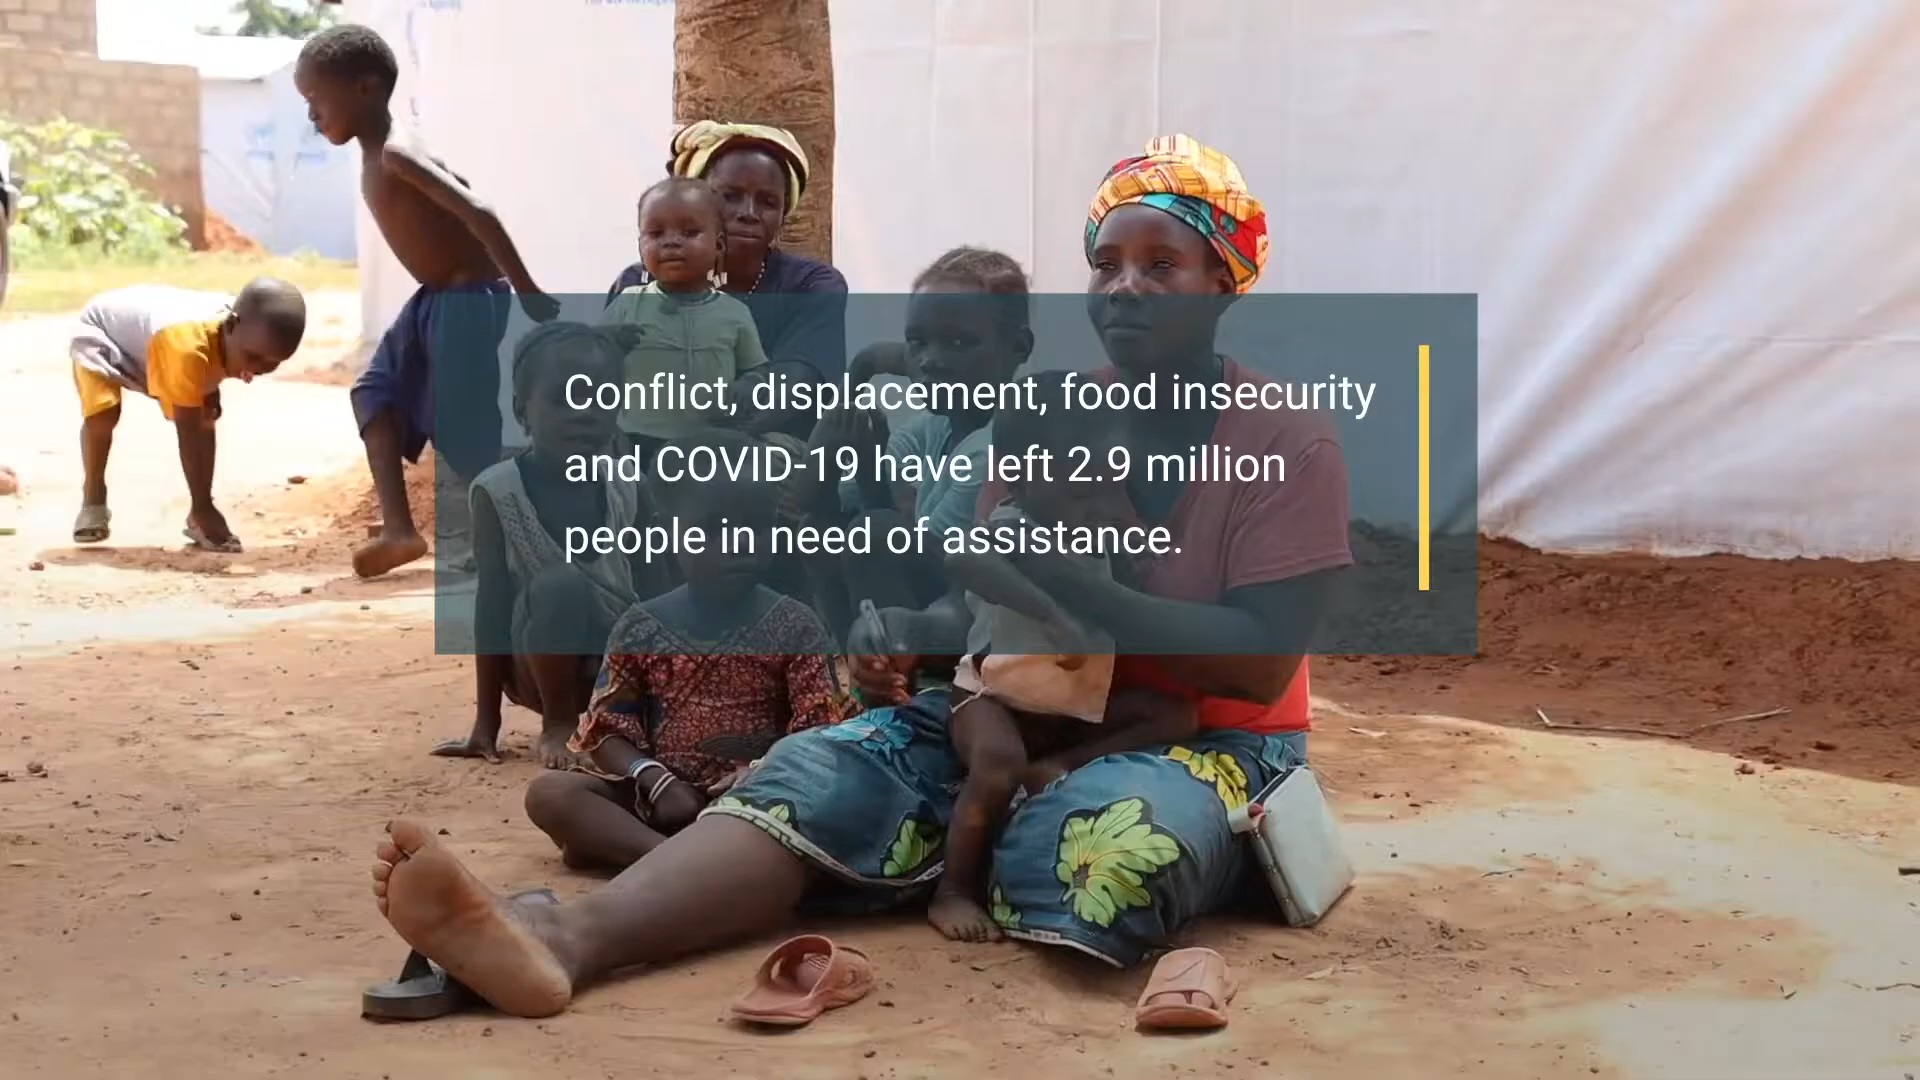 Conflict, displacement, food insecurity
and COVID-19 have left 2.9 million
people in need of assistance.